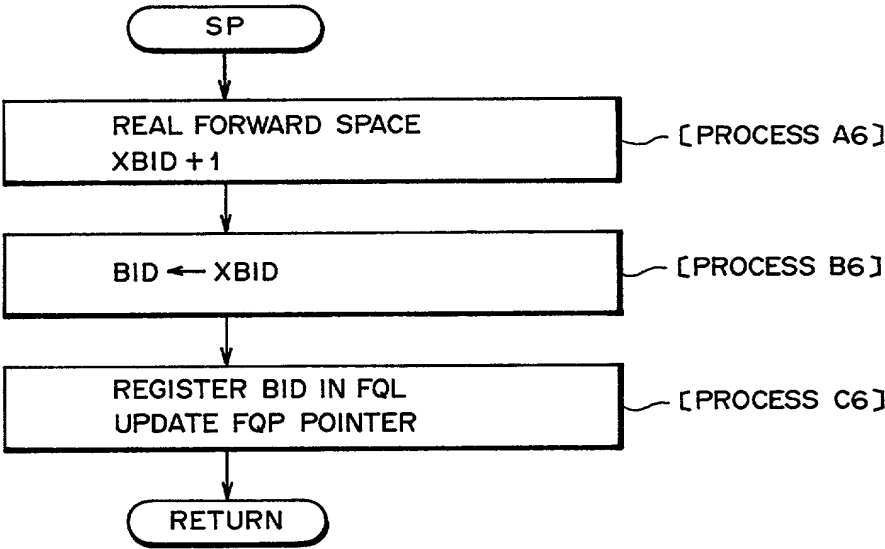 SP
REAL FORWARD SPACE
XBID + 1
[PROCESS A6]
BID ← XBID
[PROCESS B6]
REGISTER BID IN FQL
UPDATE FQP POINTER
[PROCESS C6]
RETURN